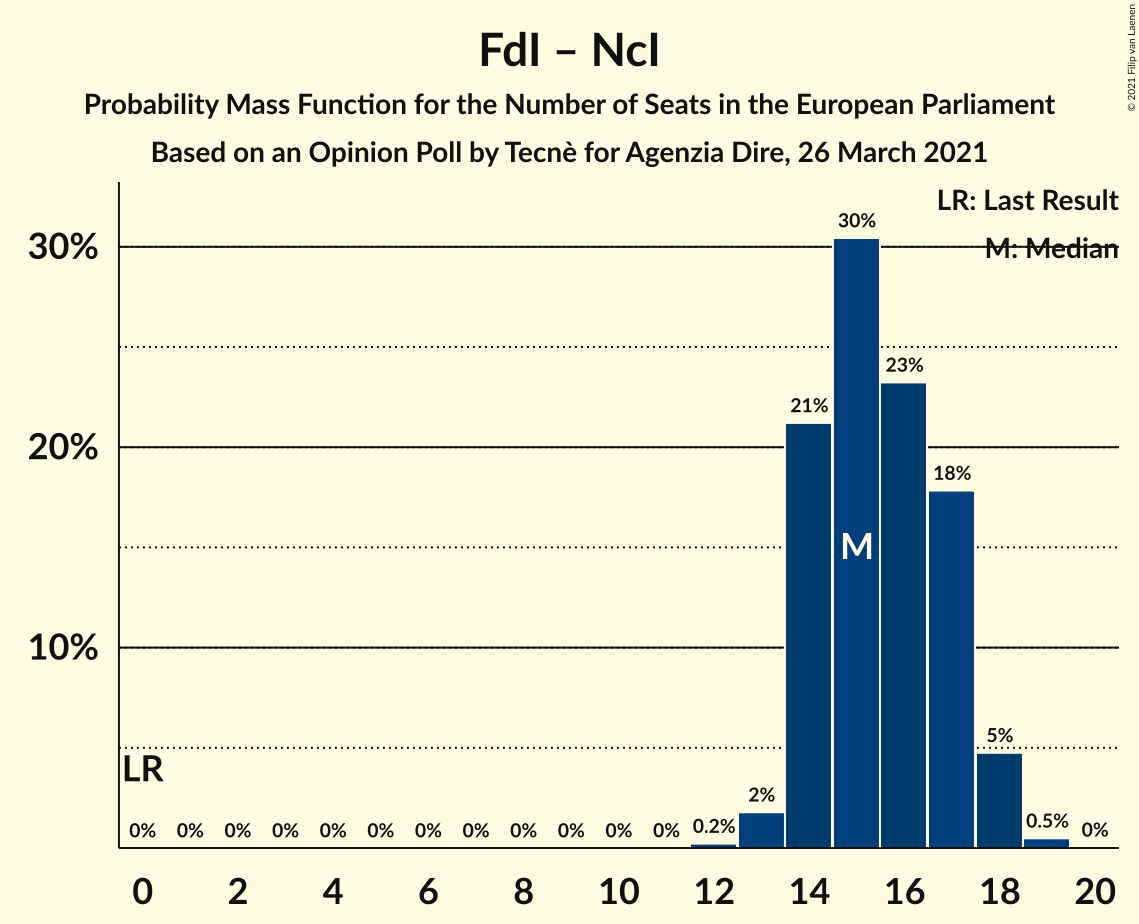 FdI – NcI
Probability Mass Function for the Number of Seats in the European Parliament
Based on an Opinion Poll by Tecnè for Agenzia Dire, 26 March 2021
© 2021 Filip van Laenen
LR: Last Result
M: Median
30%
20%
10%
30%
23%
21%
18%
M
5%
LR
2%
0% 0% 0% 0% 0% 0% 0% 0% 0% 0% 0% 0% 0.2% 0.5% 0%
0 2 4 6 8 10 12 14 16 18 20